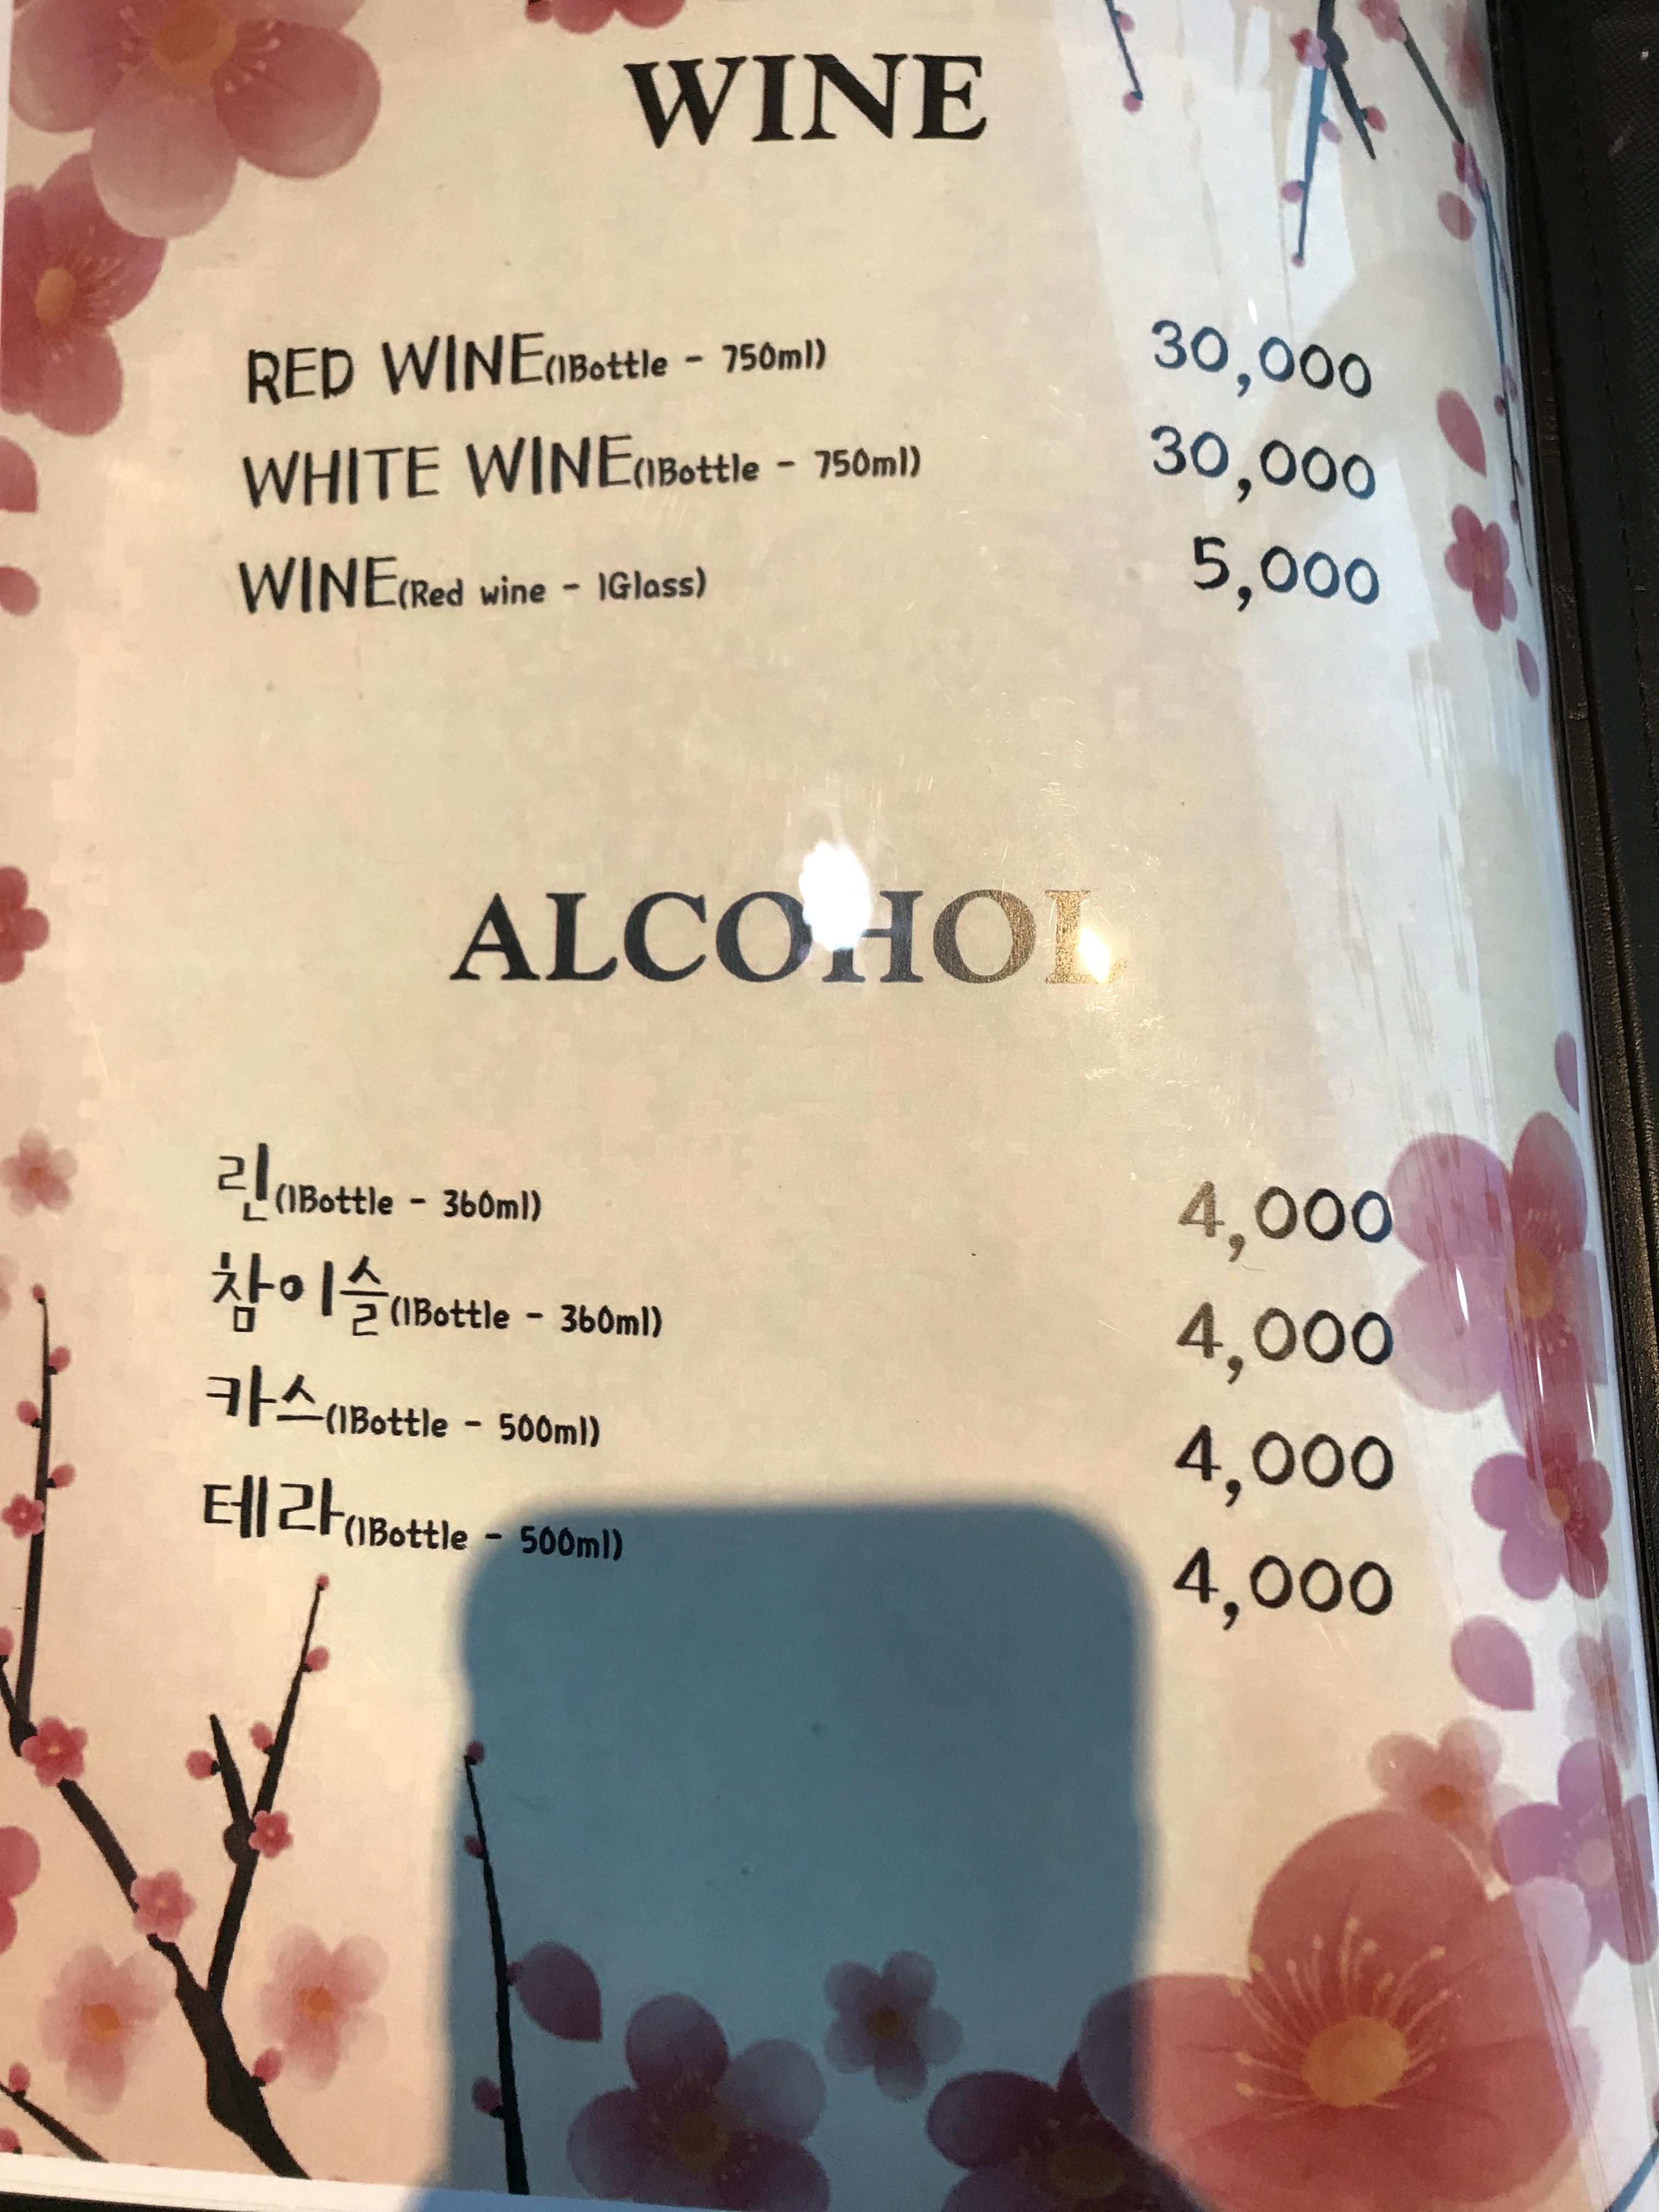 WINE
RED WINE(1Bottle - 750ml) 30,000
WHITE WINE(1Bottle - 750ml) 30,000
WINE(Red wine - 1Glass) 5,000
ALCOHOL
린(1Bottle - 360ml) 4,000
참이슬(1Bottle - 360ml) 4,000
카스(1Bottle - 500ml) 4,000
테라(1Bottle - 500ml) 4,000